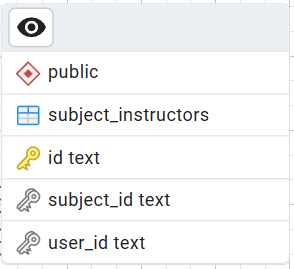 public
subject_instructors
id text
subject_id text
user_id text